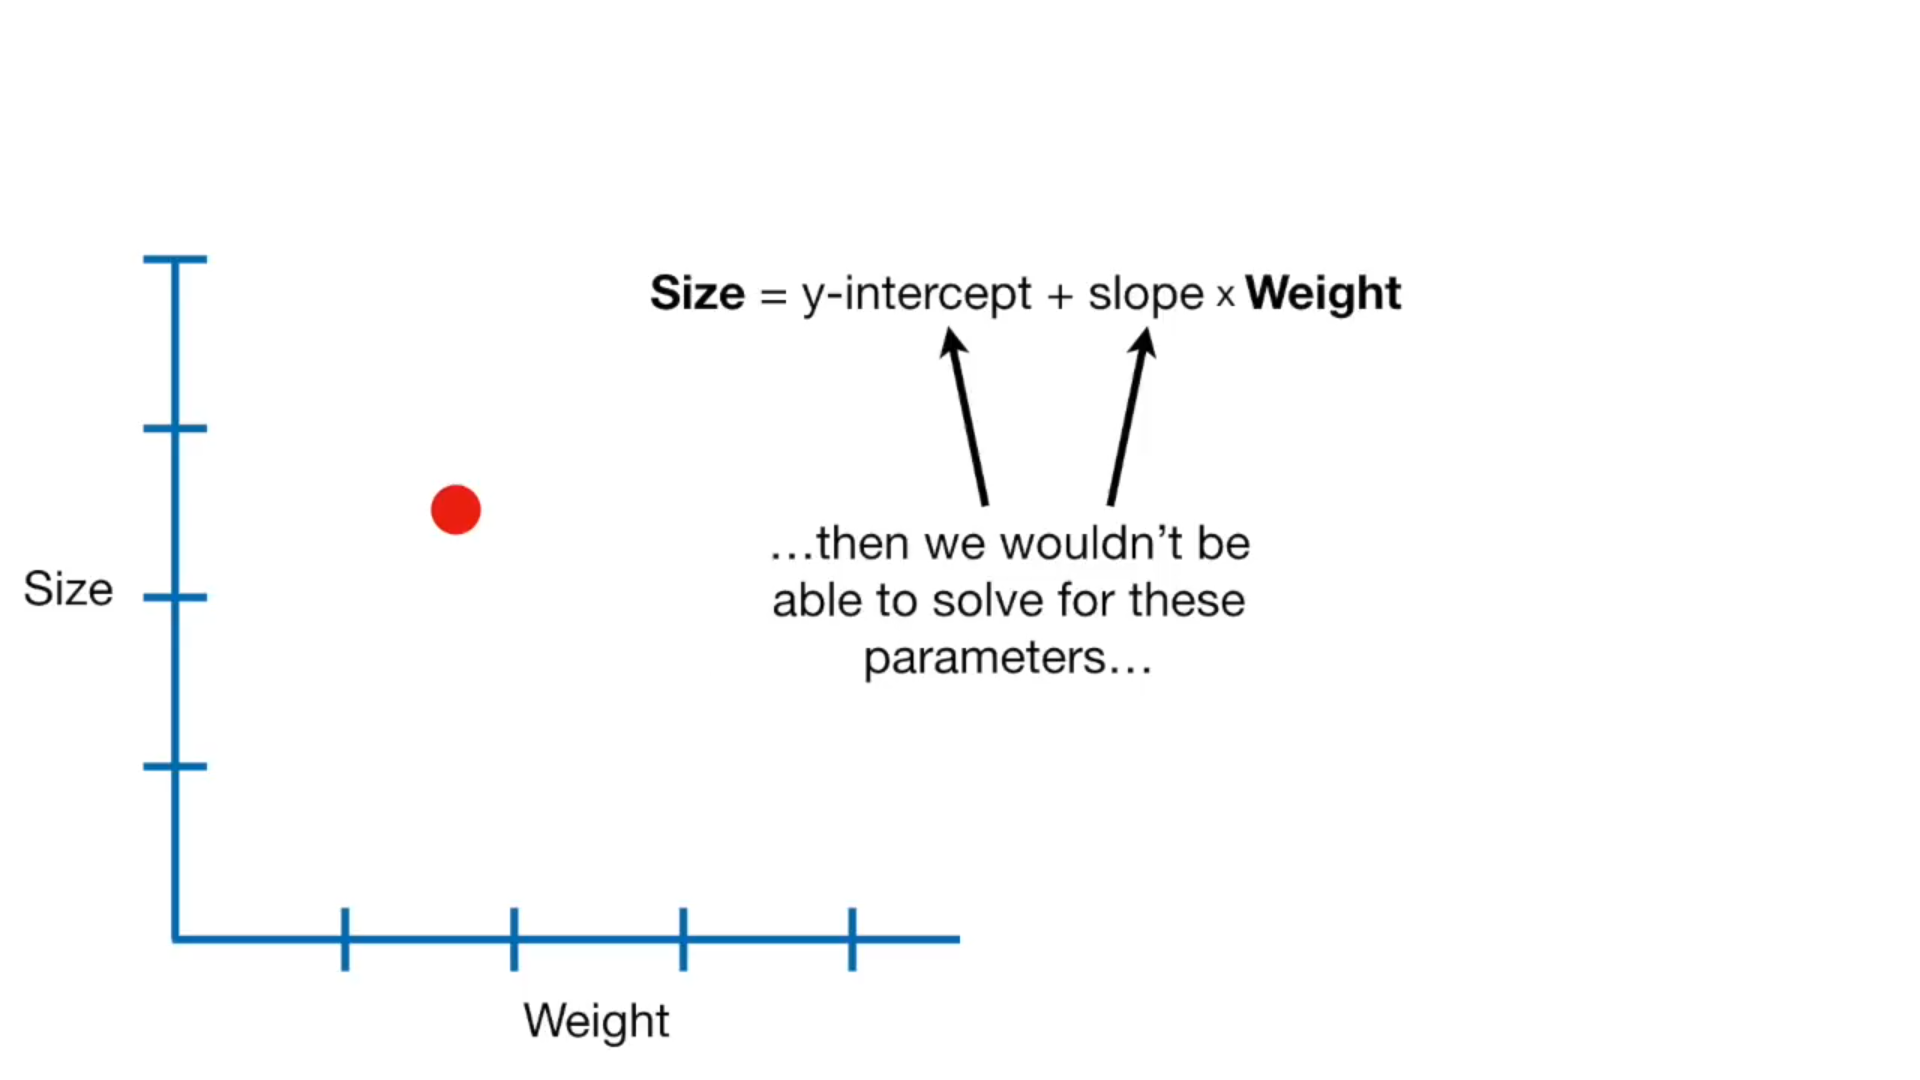 Size = y-intercept + slope x Weight
…then we wouldn’t be
able to solve for these
parameters…
Size
Weight